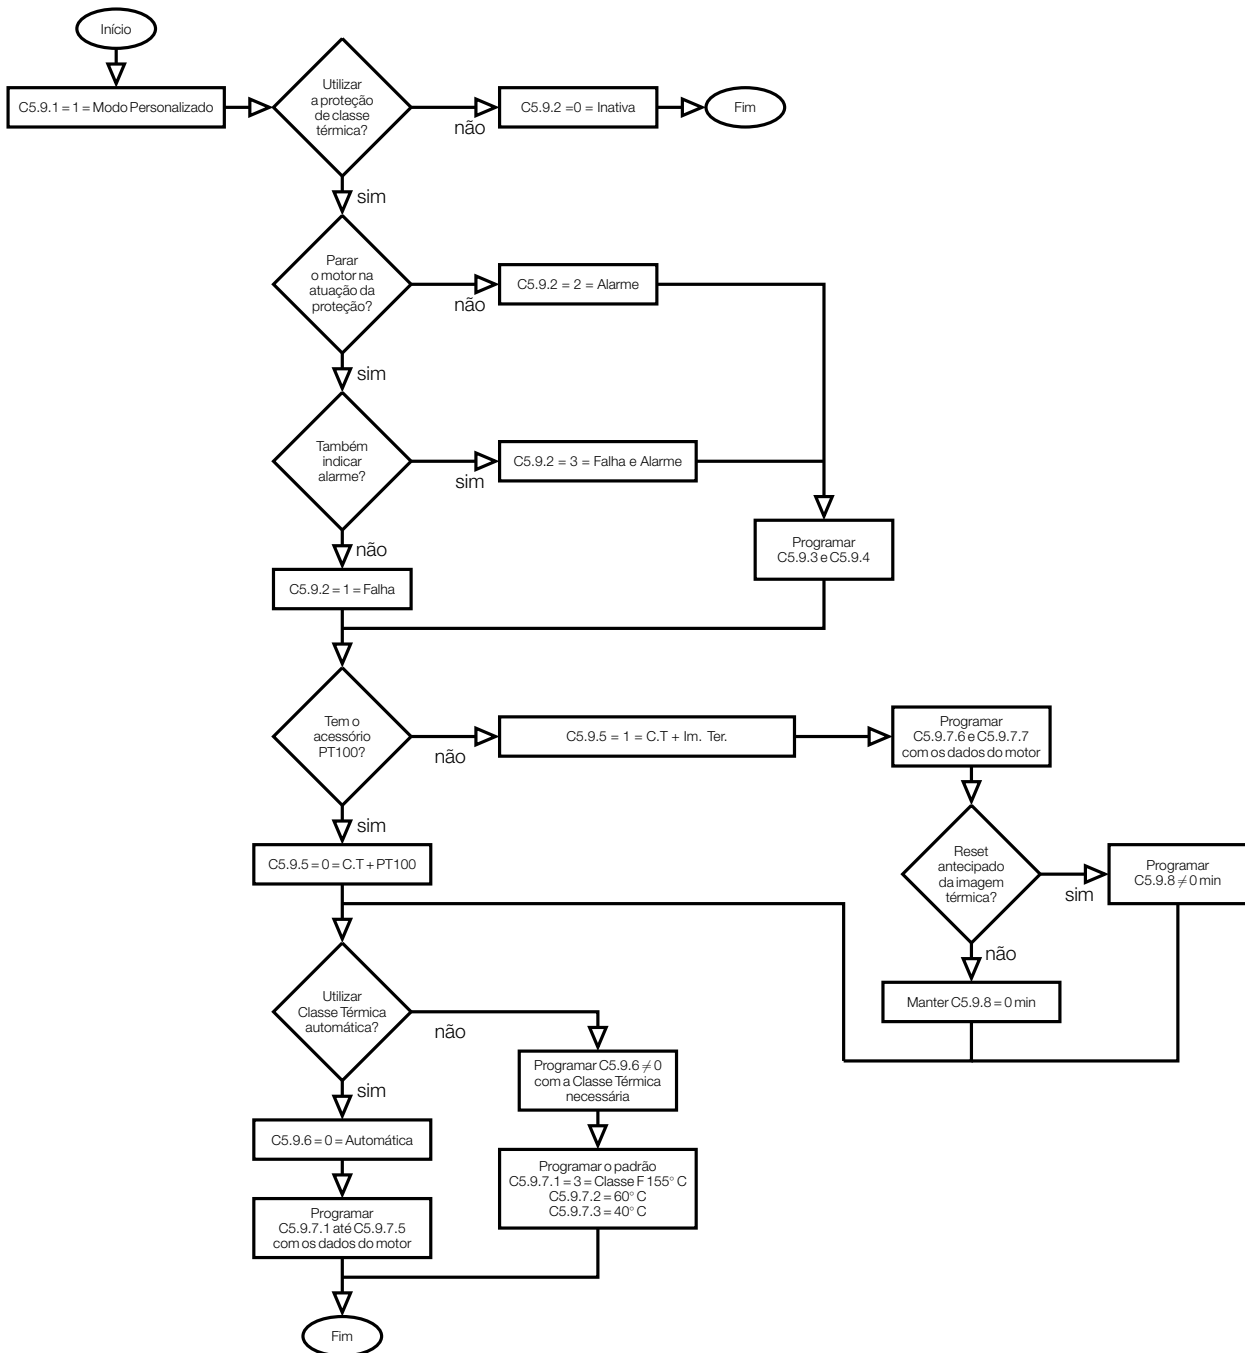 Início
C5.9.1 = 1 = Modo Personalizado
Utilizar
a proteção
de classe
térmica?
não
C5.9.2 =0 = Inativa
Fim
sim
Parar
o motor na
atuação da
proteção?
não
C5.9.2 = 2 = Alarme
sim
Também
indicar
alarme?
sim
C5.9.2 = 3 = Falha e Alarme
não
C5.9.2 = 1 = Falha
Programar
C5.9.3 e C5.9.4
Tem o
acessório
PT100?
não
C5.9.5 = 1 = C.T + Im. Ter.
Programar
C5.9.7.6 e C5.9.7.7
com os dados do motor
sim
C5.9.5 = 0 = C.T + PT100
Reset
antecipado
da imagem
térmica?
sim
Programar
C5.9.8 ≠ 0 min
não
Manter C5.9.8 = 0 min
Utilizar
Classe Térmica
automática?
não
Programar C5.9.6 ≠ 0
com a Classe Térmica
necessária
sim
C5.9.6 = 0 = Automática
Programar o padrão
C5.9.7.1 = 3 = Classe F 155° C
C5.9.7.2 = 60° C
C5.9.7.3 = 40° C
Programar
C5.9.7.1 até C5.9.7.5
com os dados do motor
Fim